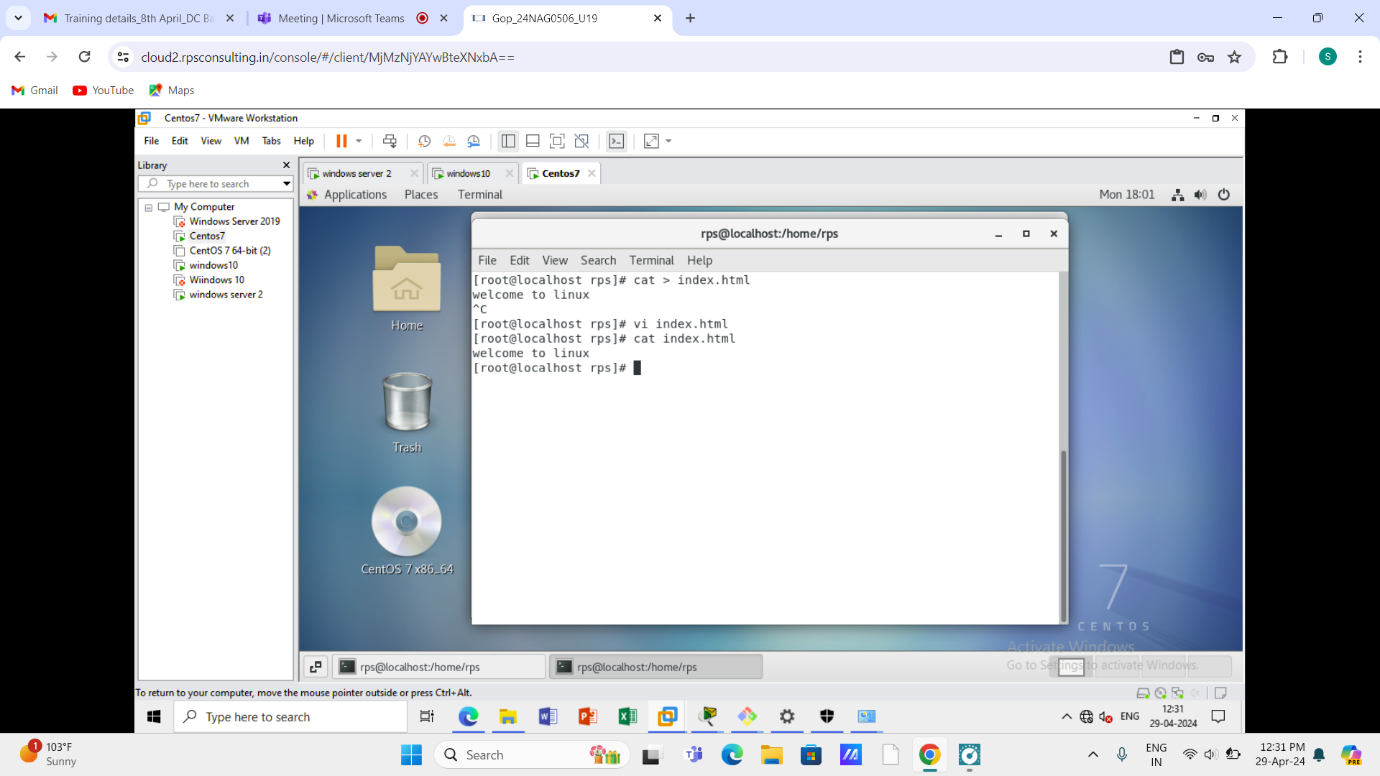 Training details_8th April_DC Ba
Meeting | Microsoft Teams
Gop_24NAG0506_U19
cloud2.rpsconsulting.in/console/#/client/MjMzNjYAYwBteXNxbA==
S
Gmail
YouTube
Maps
Centos7 - VMware Workstation
File Edit View VM Tabs Help
Library
Type here to search
My Computer
Windows Server 2019
Centos7
CentOS 7 64-bit (2)
windows10
Wiindows 10
windows server 2
windows server 2
windows10
Centos7
Applications Places Terminal
Mon 18:01
Home
Trash
CentOS 7 x86_64
rps@localhost:/home/rps
File Edit View Search Terminal Help
[root@localhost rps]# cat > index.html
welcome to linux
^C
[root@localhost rps]# vi index.html
[root@localhost rps]# cat index.html
welcome to linux
[root@localhost rps]#
7
CENTOS
Activate Windows
Go to Settings to activate Windows.
rps@localhost:/home/rps
rps@localhost:/home/rps
To return to your computer, move the mouse pointer outside or press Ctrl+Alt.
Type here to search
ENG
12:31
29-04-2024
1
103°F
Sunny
Search
ENG
IN
12:31 PM
29-Apr-24
PRE